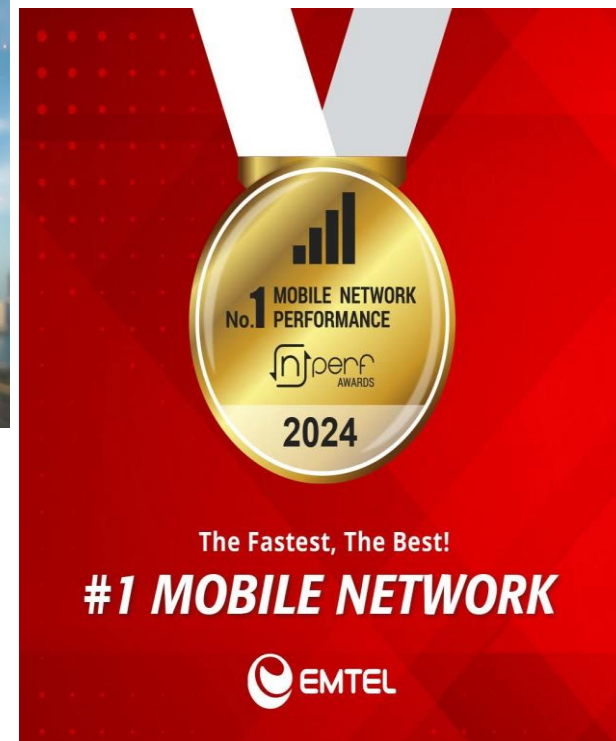 No.1 MOBILE NETWORK
PERFORMANCE
nperf
AWARDS
2024
The Fastest, The Best!
#1 MOBILE NETWORK
EMTEL